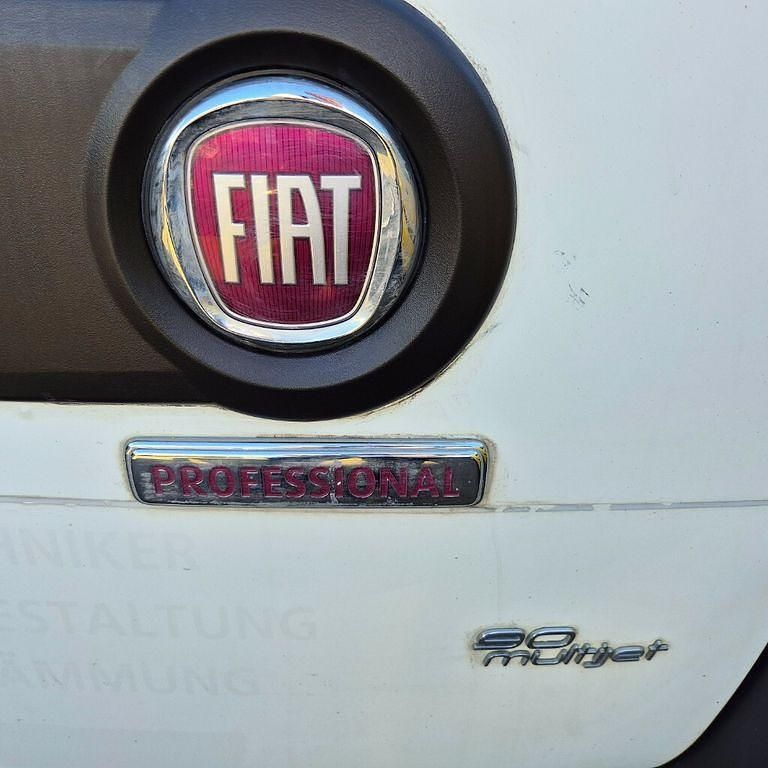 FIAT
PROFESSIONAL
HNIKER
ESTALTUNG
ÄMMUNG
90
multijet